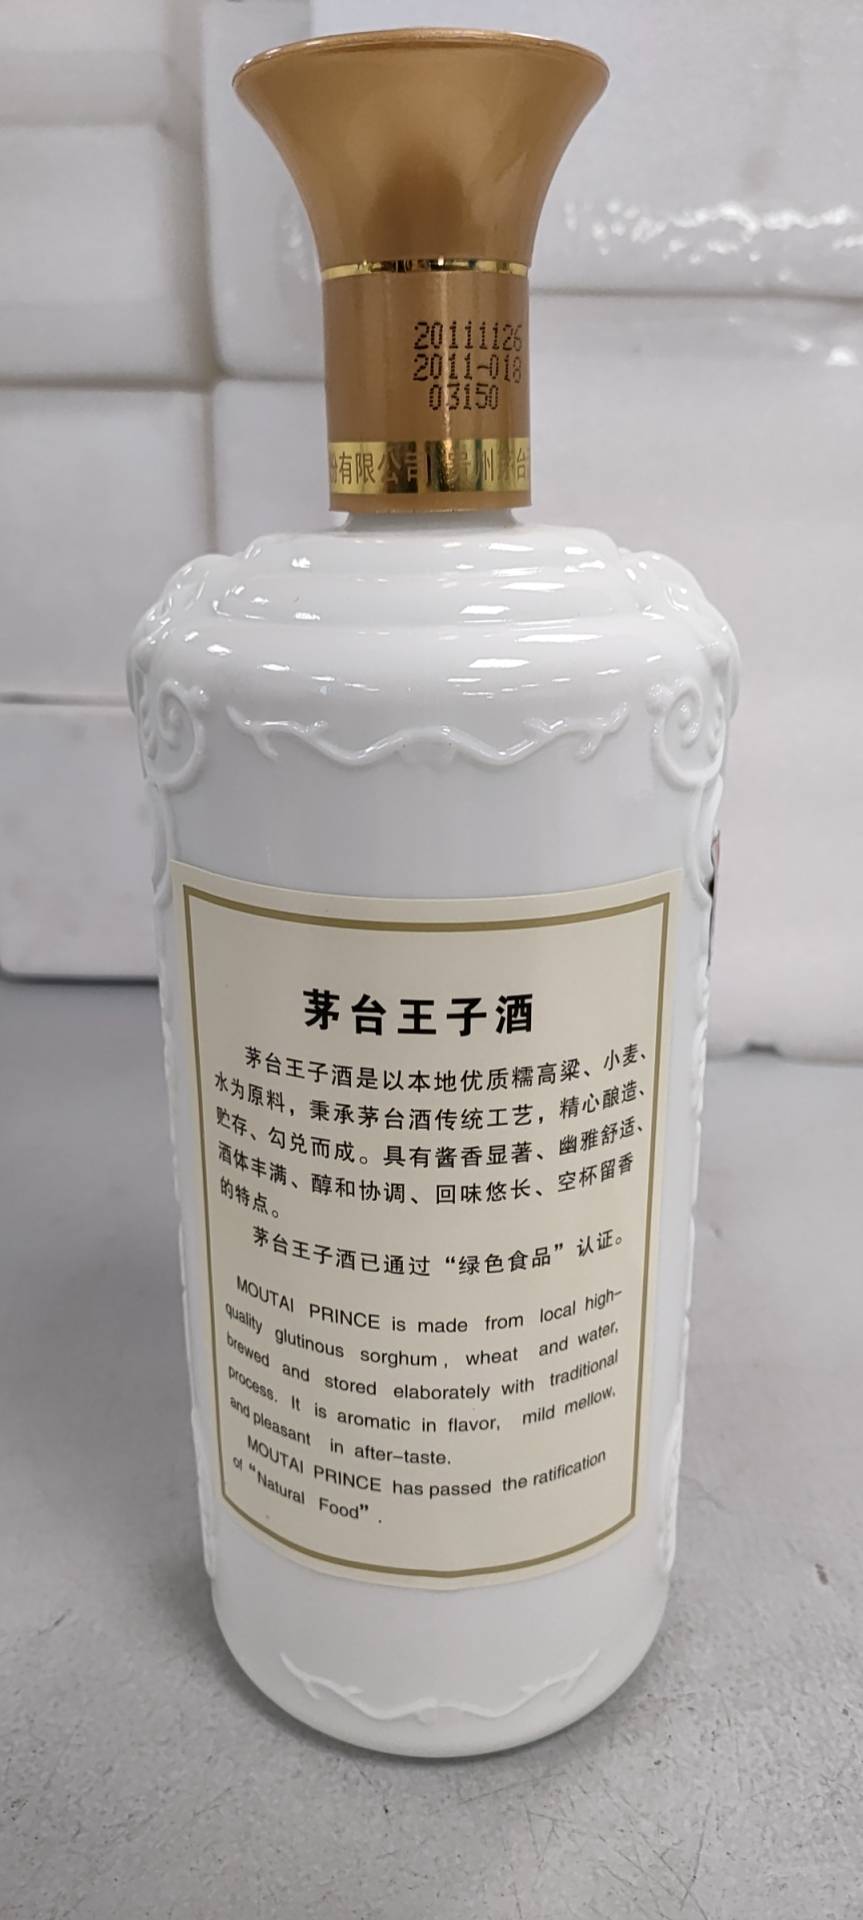 20111126
2011-018
03150
份有限公司 贵州茅台
茅台王子酒
茅台王子酒是以本地优质糯高粱、小麦、
水为原料，秉承茅台酒传统工艺，精心酿造、
贮存、勾兑而成。具有酱香显著、幽雅舒适、
酒体丰满、醇和协调、回味悠长、空杯留香
的特点。
茅台王子酒已通过“绿色食品”认证。
MOUTAI PRINCE is made from local high-
quality glutinous sorghum, wheat and water,
brewed and stored elaborately with traditional
process. It is aromatic in flavor, mild mellow,
and pleasant in after-taste.
MOUTAI PRINCE has passed the ratification
of “Natural Food”.